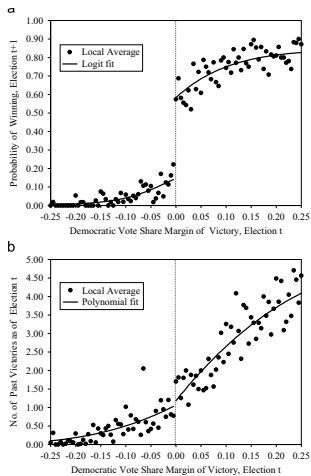 a
1.00
0.90
0.80
0.70
0.60
0.50
0.40
0.30
0.20
0.10
0.00
Probability of Winning, Election t+1
Local Average
Logit fit
-0.25 -0.20 -0.15 -0.10 -0.05 0.00 0.05 0.10 0.15 0.20 0.25
Democratic Vote Share Margin of Victory, Election t
b
5.00
4.50
4.00
3.50
3.00
2.50
2.00
1.50
1.00
0.50
0.00
No. of Past Victories as of Election t
Local Average
Polynomial fit
-0.25 -0.20 -0.15 -0.10 -0.05 0.00 0.05 0.10 0.15 0.20 0.25
Democratic Vote Share Margin of Victory, Election t